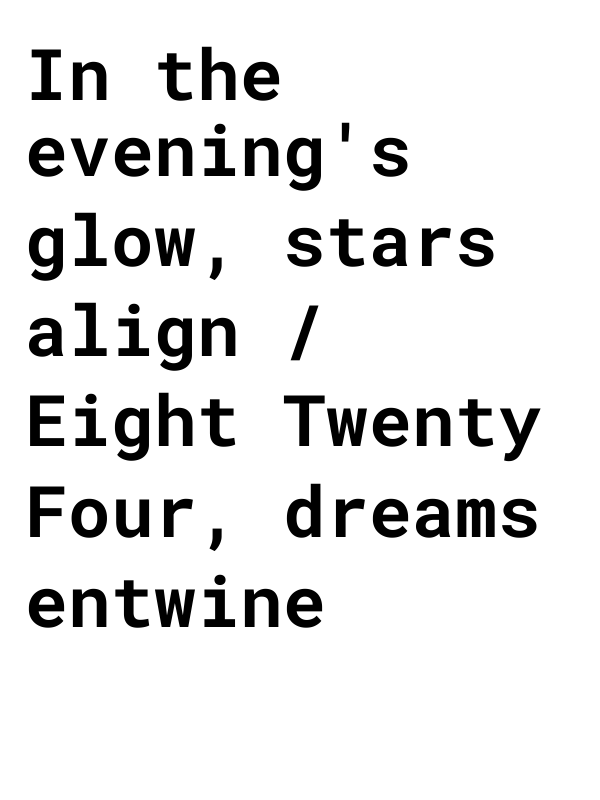 In the
evening's
glow, stars
align /
Eight Twenty
Four, dreams
entwine